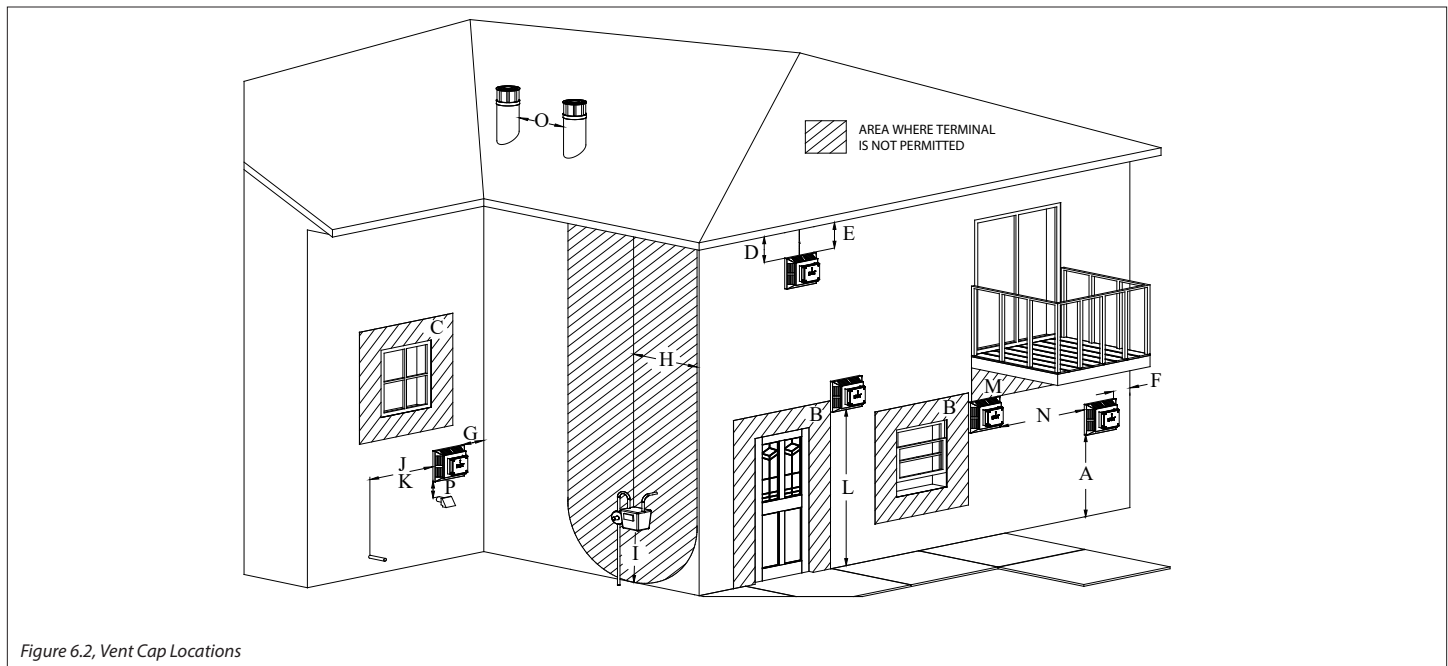 O
AREA WHERE TERMINAL
IS NOT PERMITTED
D
E
C
H
F
M
B
B
N
G
J
K
P
L
A
I
Figure 6.2, Vent Cap Locations